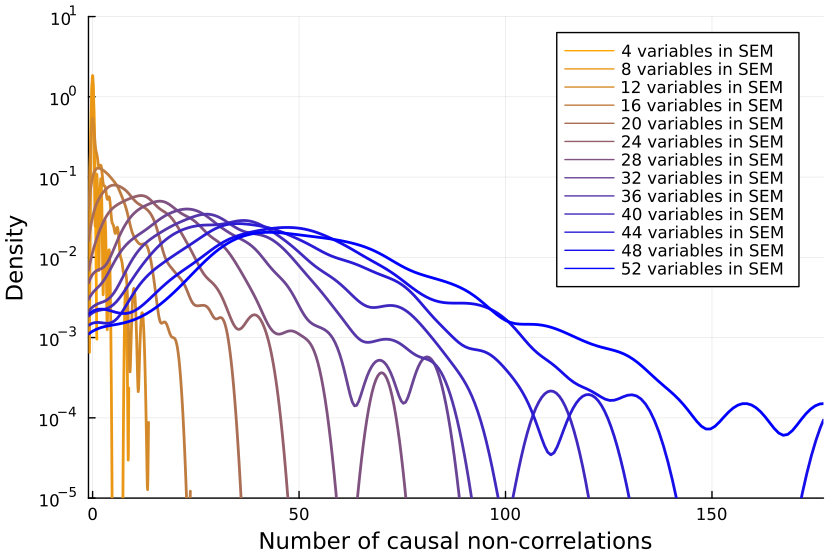 10^1
10^0
10^-1
10^-2
10^-3
10^-4
10^-5
Density
4 variables in SEM
8 variables in SEM
12 variables in SEM
16 variables in SEM
20 variables in SEM
24 variables in SEM
28 variables in SEM
32 variables in SEM
36 variables in SEM
40 variables in SEM
44 variables in SEM
48 variables in SEM
52 variables in SEM
0 50 100 150
Number of causal non-correlations